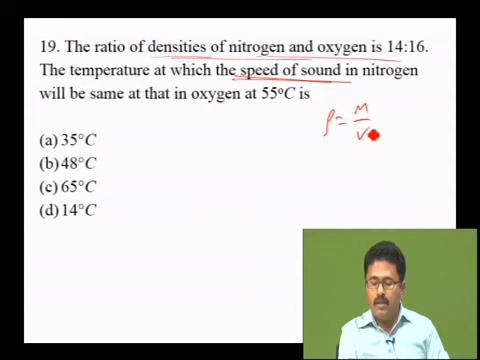 19. The ratio of densities of nitrogen and oxygen is 14:16.
The temperature at which the speed of sound in nitrogen
will be same at that in oxygen at 55°C is
ρ = M/V
(a) 35°C
(b) 48°C
(c) 65°C
(d) 14°C